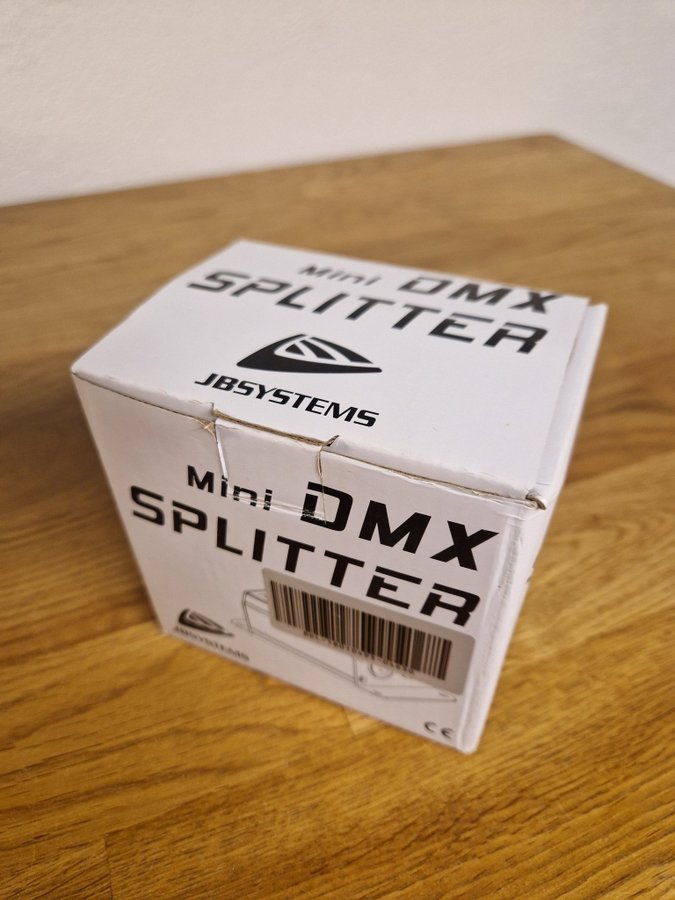 Mini DMX
SPLITTER
JBSYSTEMS
Mini DMX
SPLITTER
JBSYSTEMS
CE